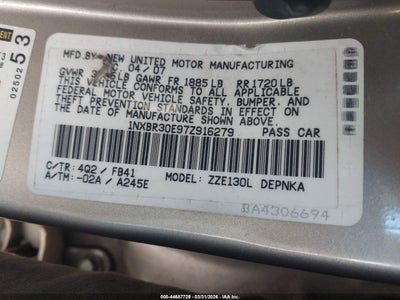 MFD.BY: NEW UNITED MOTOR MANUFACTURING
04/07
GVWR LB GAWR FR 1885 LB RR 1720 LB
THIS VEHICLE CONFORMS TO ALL APPLICABLE
FEDERAL MOTOR VEHICLE SAFETY, BUMPER, AND
THEFT PREVENTION STANDARDS IN EFFECT ON
THE DATE OF MANUFACTURE SHOWN ABOVE.
1NXBR30E97Z916279 PASS CAR
C/TR: 4Q2 / FB41
A/TM: -02A / A245E
MODEL: ZZE130L DEPNKA
BA4306694
02502
53
000-44687729 - 03/31/2026 - IAA Inc.